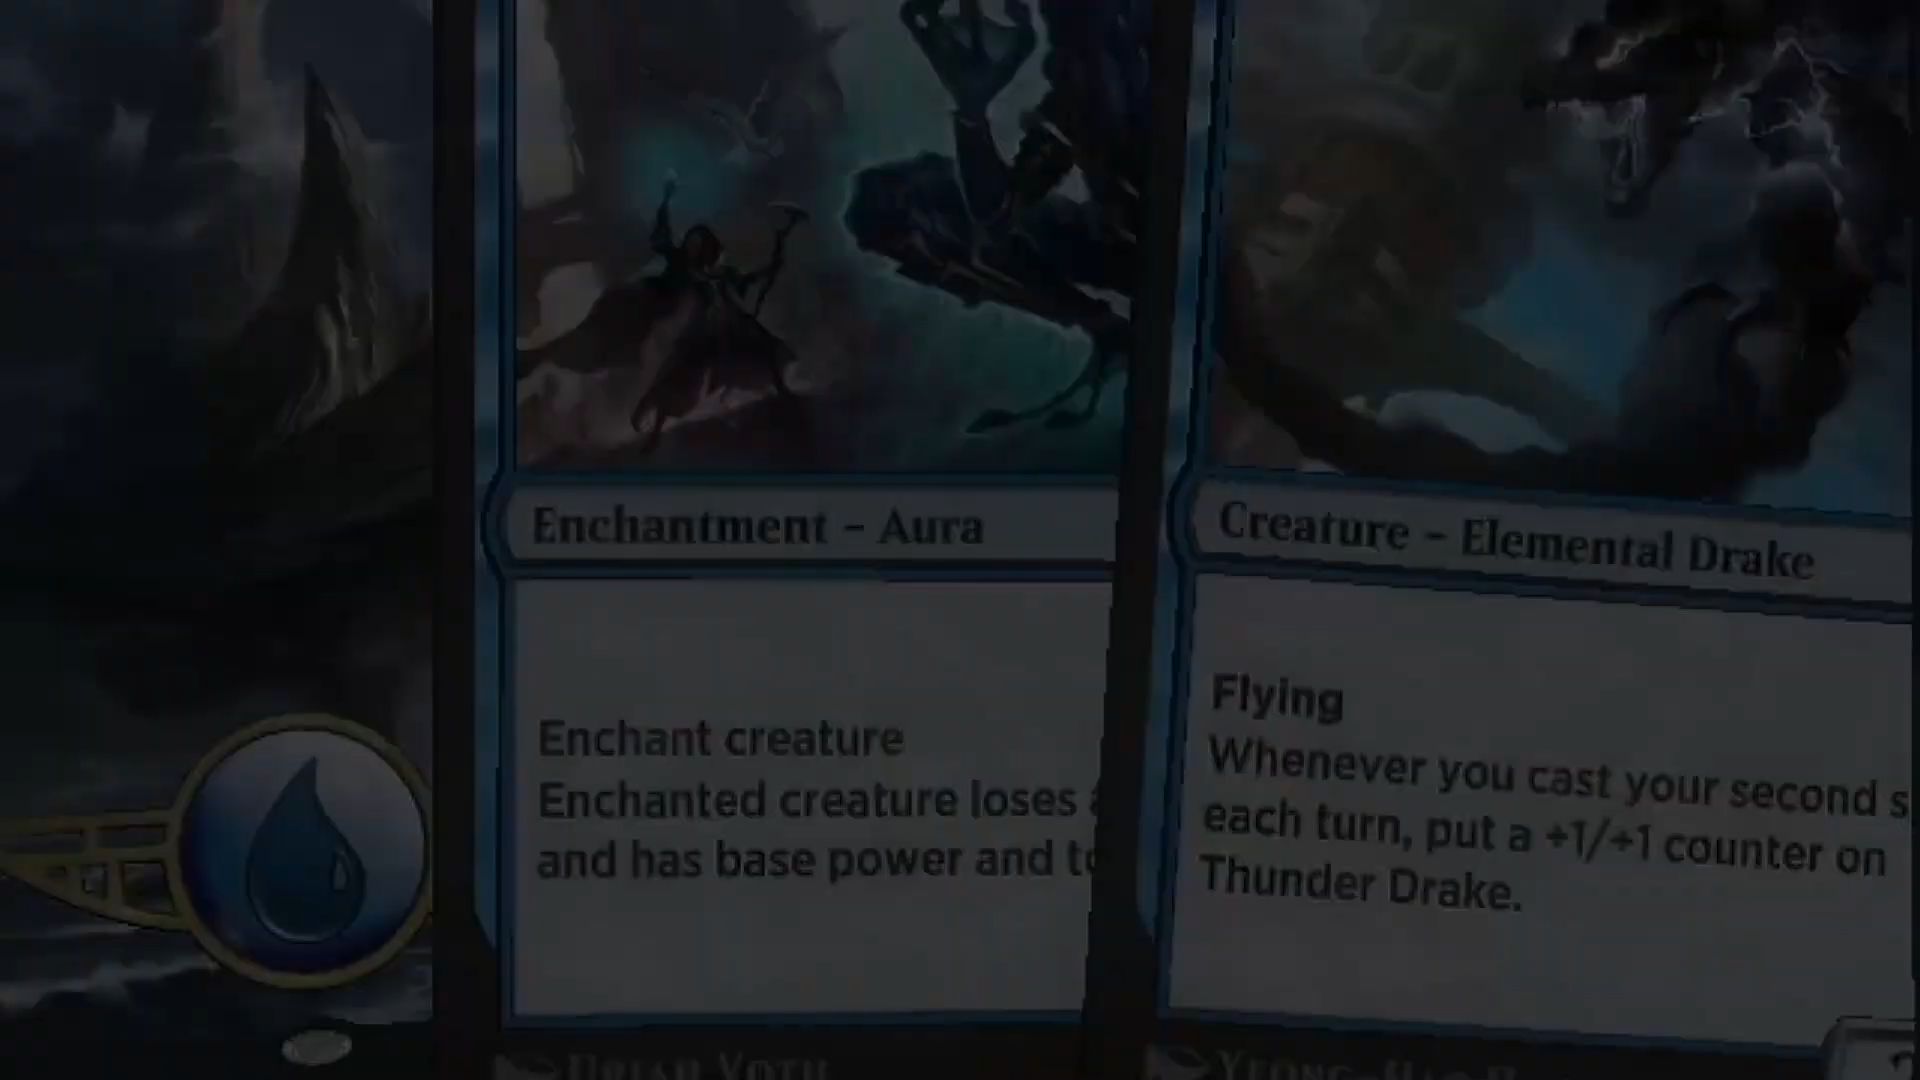 Enchantment – Aura
Enchant creature
Enchanted creature loses
and has base power and
Creature – Elemental Drake
Flying
Whenever you cast your second
each turn, put a +1/+1 counter on
Thunder Drake.